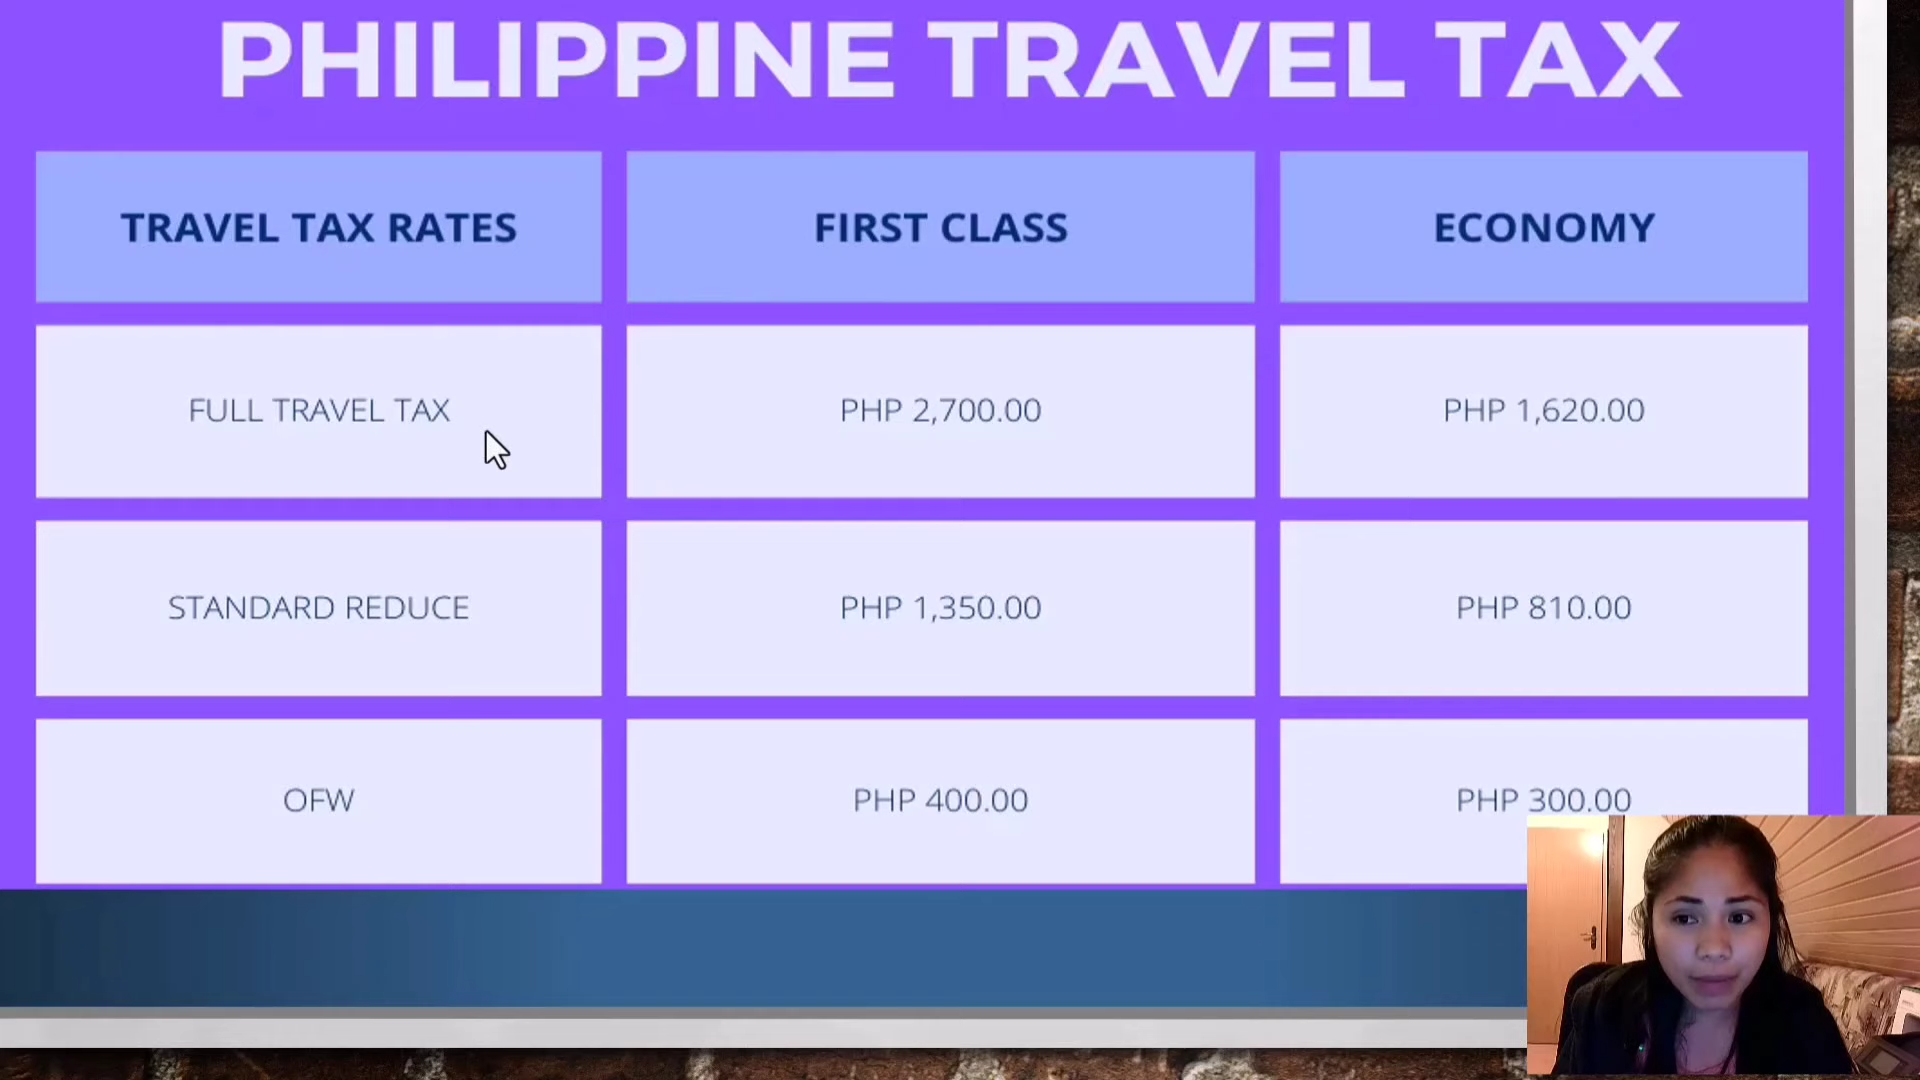 PHILIPPINE TRAVEL TAX
TRAVEL TAX RATES FIRST CLASS ECONOMY
FULL TRAVEL TAX PHP 2,700.00 PHP 1,620.00
STANDARD REDUCE PHP 1,350.00 PHP 810.00
OFW PHP 400.00 PHP 300.00